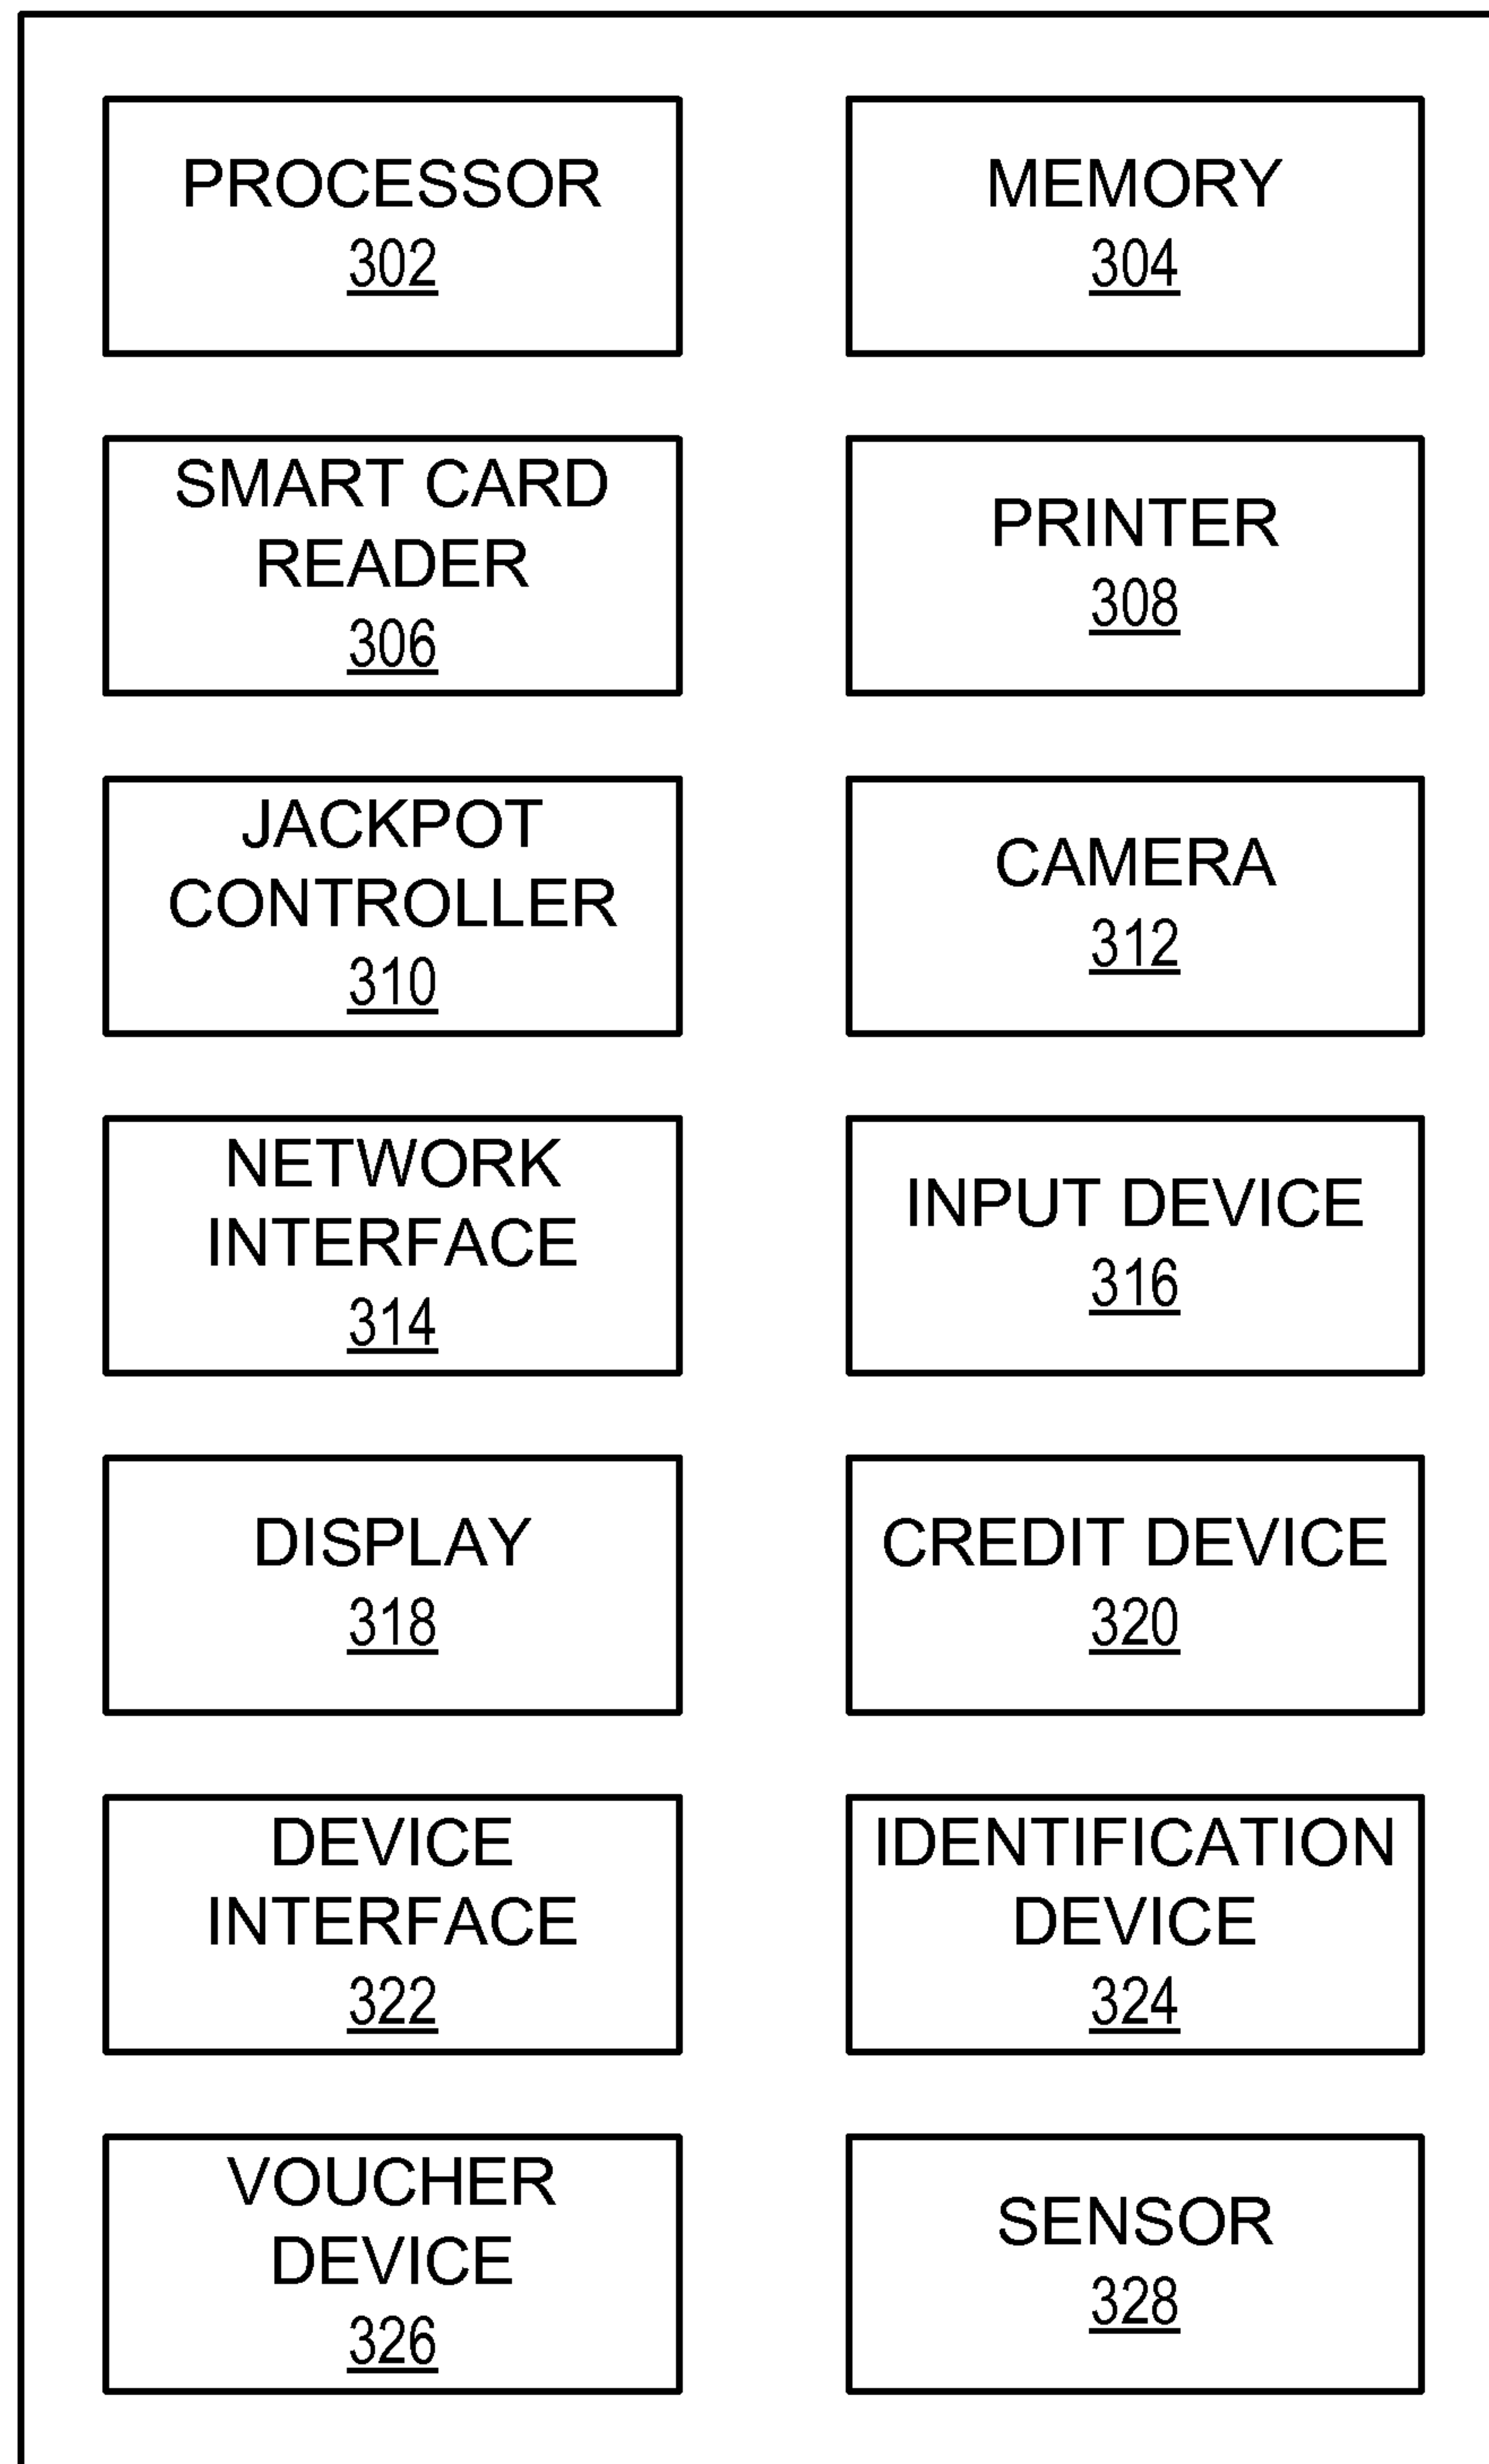 PROCESSOR
302
MEMORY
304
SMART CARD
READER
306
PRINTER
308
JACKPOT
CONTROLLER
310
CAMERA
312
NETWORK
INTERFACE
314
INPUT DEVICE
316
DISPLAY
318
CREDIT DEVICE
320
DEVICE
INTERFACE
322
IDENTIFICATION
DEVICE
324
VOUCHER
DEVICE
326
SENSOR
328